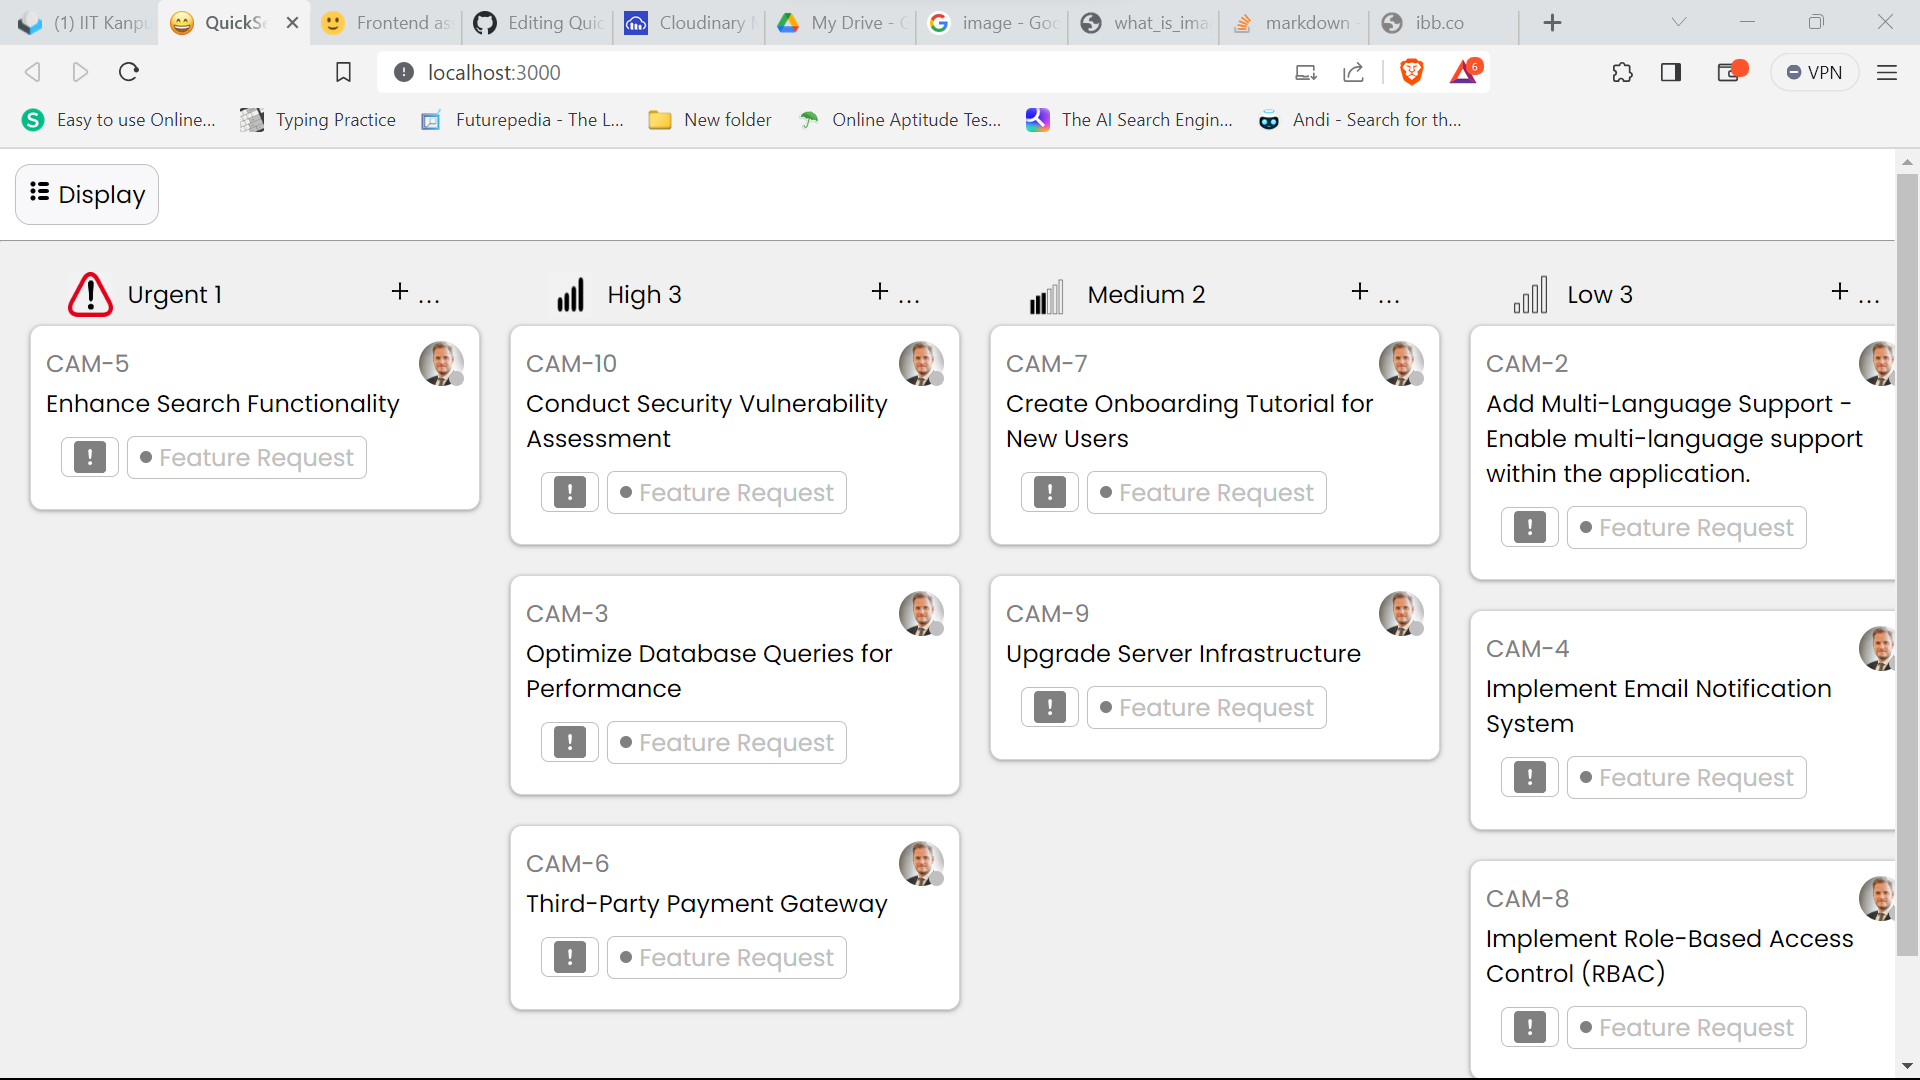 (1) IIT Kanpu
QuickSe
Frontend ass
Editing Quic
Cloudinary M
My Drive - G
image - Goo
what_is_ima
markdown -
ibb.co
localhost:3000
6
VPN
Easy to use Online...
Typing Practice
Futurepedia - The L...
New folder
Online Aptitude Tes...
The AI Search Engin...
Andi - Search for th...
Display
Urgent 1
+ ...
High 3
+ ...
Medium 2
+ ...
Low 3
+ ...
CAM-5
Enhance Search Functionality
! Feature Request
CAM-10
Conduct Security Vulnerability
Assessment
! Feature Request
CAM-3
Optimize Database Queries for
Performance
! Feature Request
CAM-6
Third-Party Payment Gateway
! Feature Request
CAM-7
Create Onboarding Tutorial for
New Users
! Feature Request
CAM-9
Upgrade Server Infrastructure
! Feature Request
CAM-2
Add Multi-Language Support -
Enable multi-language support
within the application.
! Feature Request
CAM-4
Implement Email Notification
System
! Feature Request
CAM-8
Implement Role-Based Access
Control (RBAC)
! Feature Request